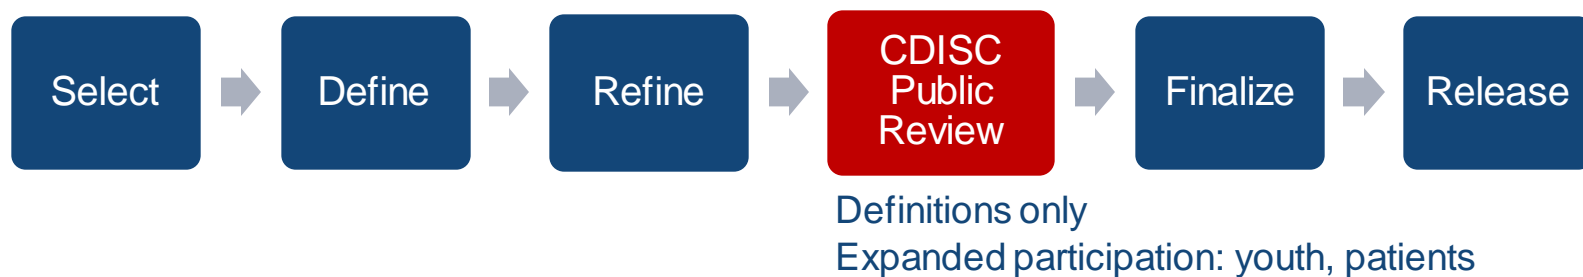 Select
Define
Refine
CDISC
Public
Review
Finalize
Release
Definitions only
Expanded participation: youth, patients